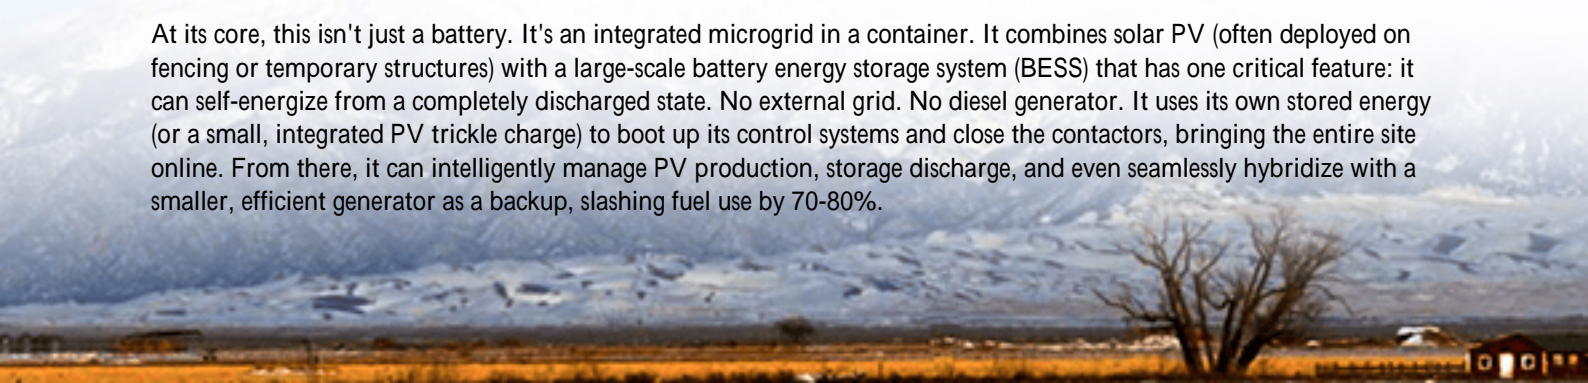 At its core, this isn't just a battery. It's an integrated microgrid in a container. It combines solar PV (often deployed on
fencing or temporary structures) with a large-scale battery energy storage system (BESS) that has one critical feature: it
can self-energize from a completely discharged state. No external grid. No diesel generator. It uses its own stored energy
(or a small, integrated PV trickle charge) to boot up its control systems and close the contactors, bringing the entire site
online. From there, it can intelligently manage PV production, storage discharge, and even seamlessly hybridize with a
smaller, efficient generator as a backup, slashing fuel use by 70-80%.